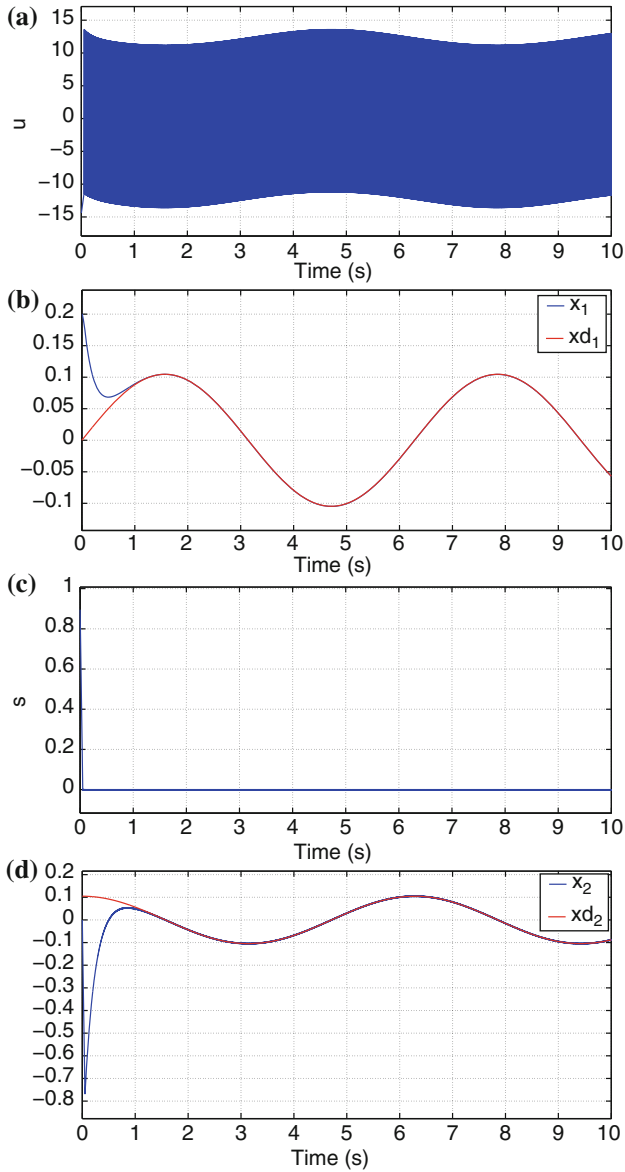 (a)
15
10
5
0
−5
−10
−15
u
0 1 2 3 4 5 6 7 8 9 10
Time (s)
(b)
0.2
0.15
0.1
0.05
0
−0.05
−0.1
x1
xd1
0 1 2 3 4 5 6 7 8 9 10
Time (s)
(c)
1
0.8
0.6
0.4
0.2
0
s
0 1 2 3 4 5 6 7 8 9 10
Time (s)
(d)
0.2
0.1
0
−0.1
−0.2
−0.3
−0.4
−0.5
−0.6
−0.7
−0.8
x2
xd2
0 1 2 3 4 5 6 7 8 9 10
Time (s)